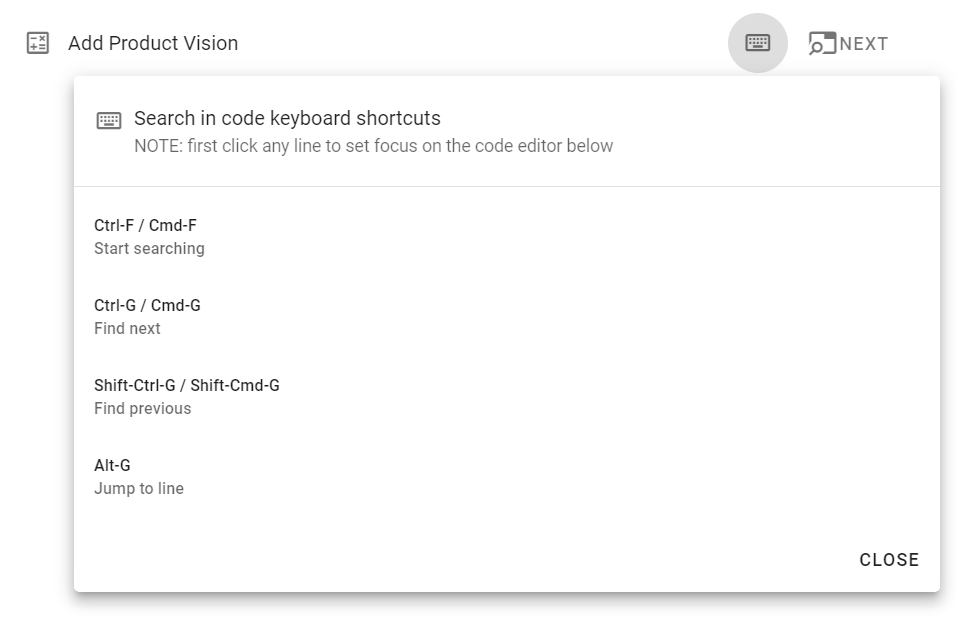 Add Product Vision
NEXT
Search in code keyboard shortcuts
NOTE: first click any line to set focus on the code editor below
Ctrl-F / Cmd-F
Start searching
Ctrl-G / Cmd-G
Find next
Shift-Ctrl-G / Shift-Cmd-G
Find previous
Alt-G
Jump to line
CLOSE